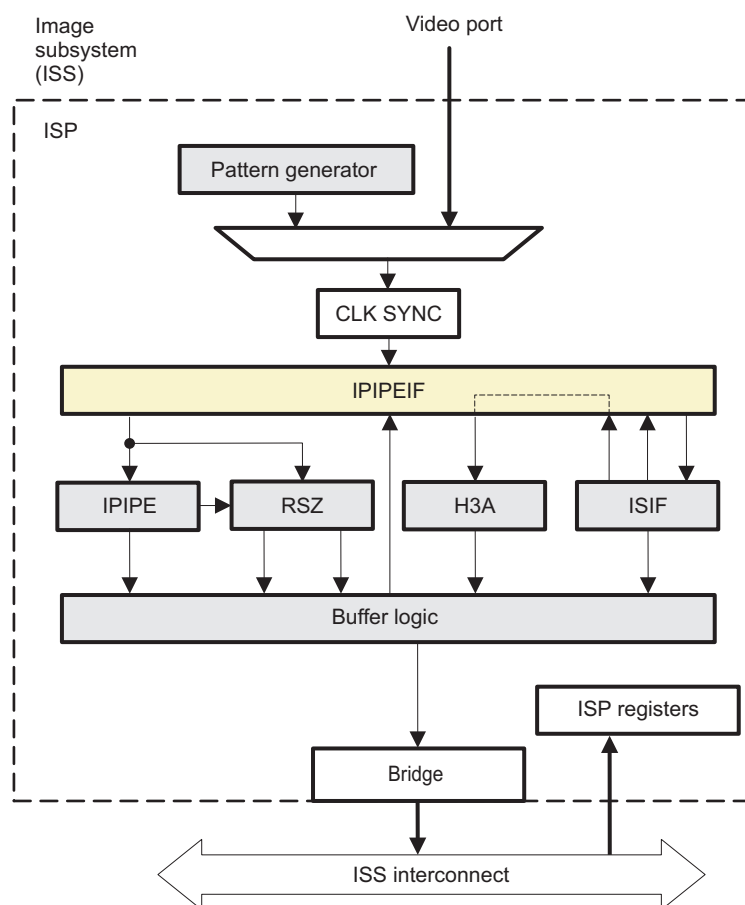 Image
subsystem
(ISS)
Video port
ISP
Pattern generator
CLK SYNC
IPIPEIF
IPIPE
RSZ
H3A
ISIF
Buffer logic
ISP registers
Bridge
ISS interconnect